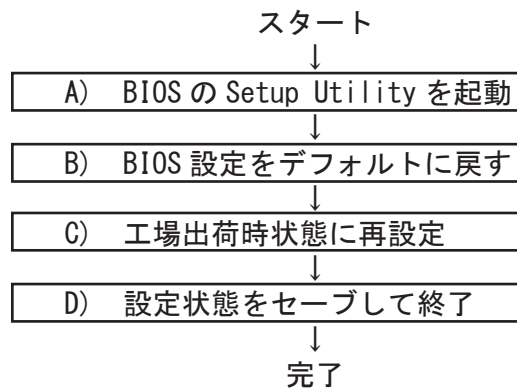 スタート
↓
A) BIOS の Setup Utility を起動
↓
B) BIOS 設定をデフォルトに戻す
↓
C) 工場出荷時状態に再設定
↓
D) 設定状態をセーブして終了
↓
完了